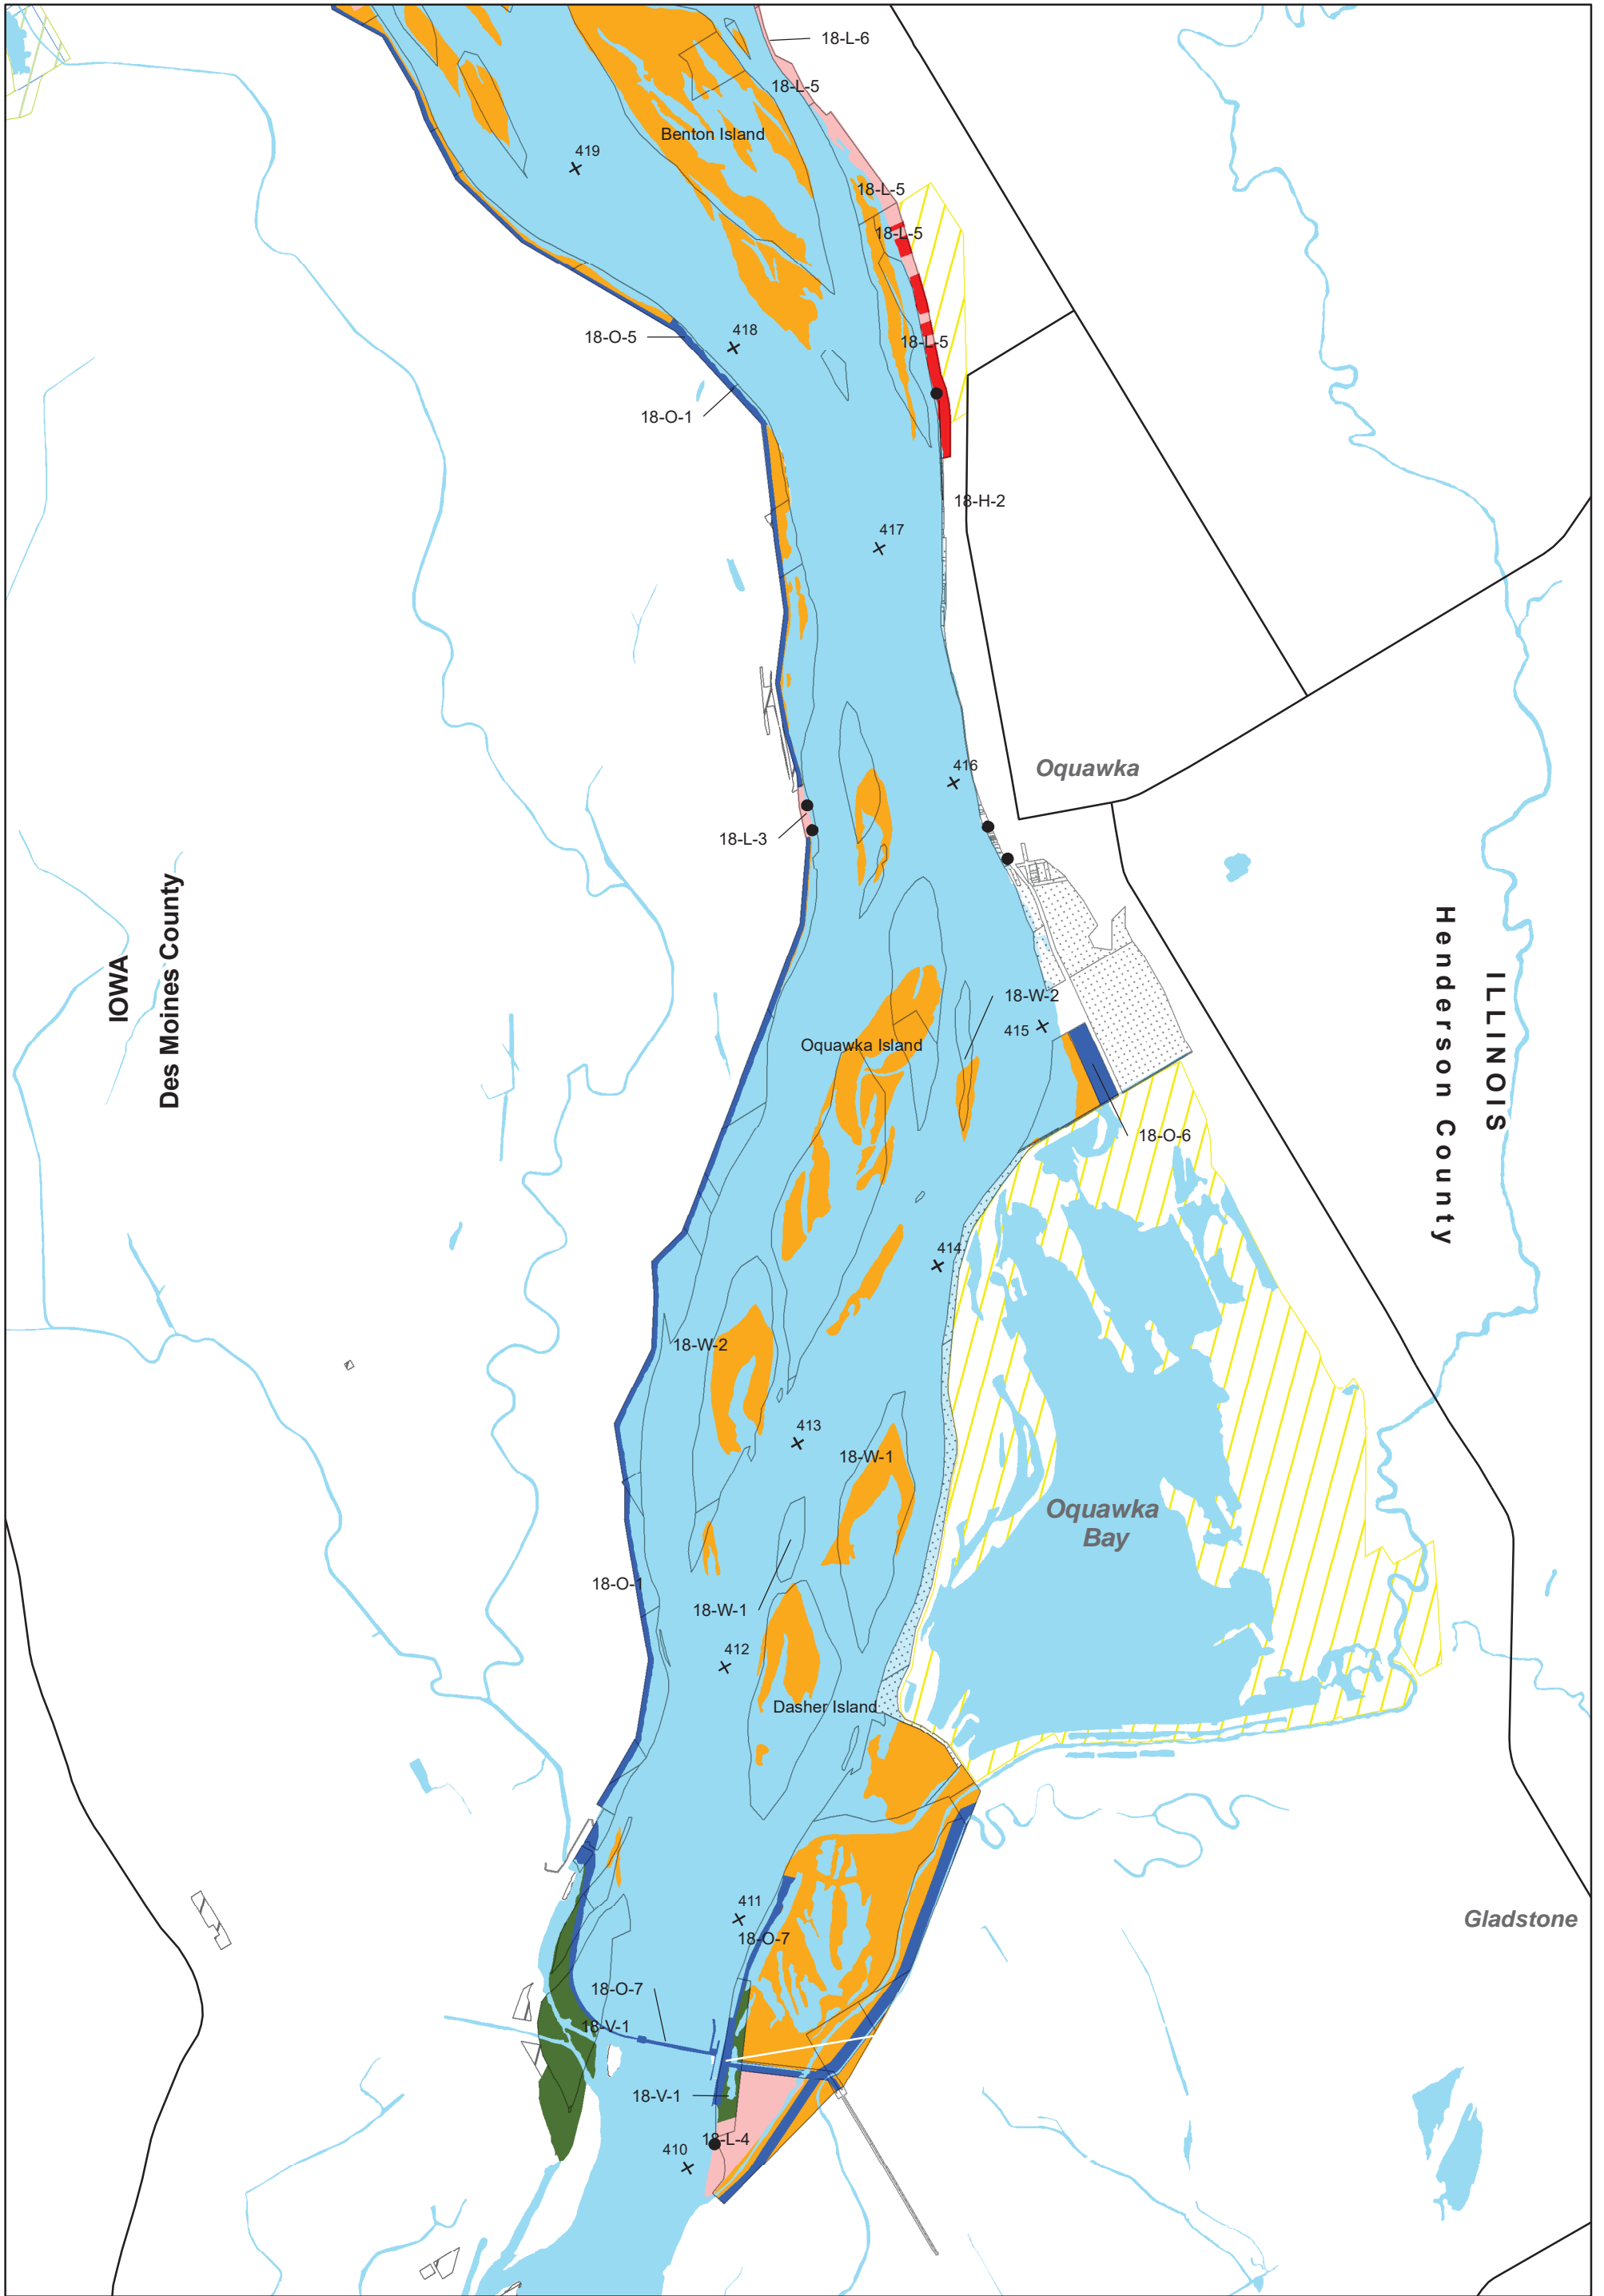 18-L-6
18-L-5
Benton Island
419
18-L-5
18-L-5
418
18-O-5
18-L-5
18-O-1
18-H-2
417
416
Oquawka
18-L-3
IOWA
Des Moines County
Henderson County
ILLINOIS
18-W-2
415
Oquawka Island
18-O-6
414
18-W-2
413
18-W-1
Oquawka
Bay
18-O-1
18-W-1
412
Dasher Island
411
Gladstone
18-O-7
18-O-7
18-V-1
18-V-1
18-L-4
410